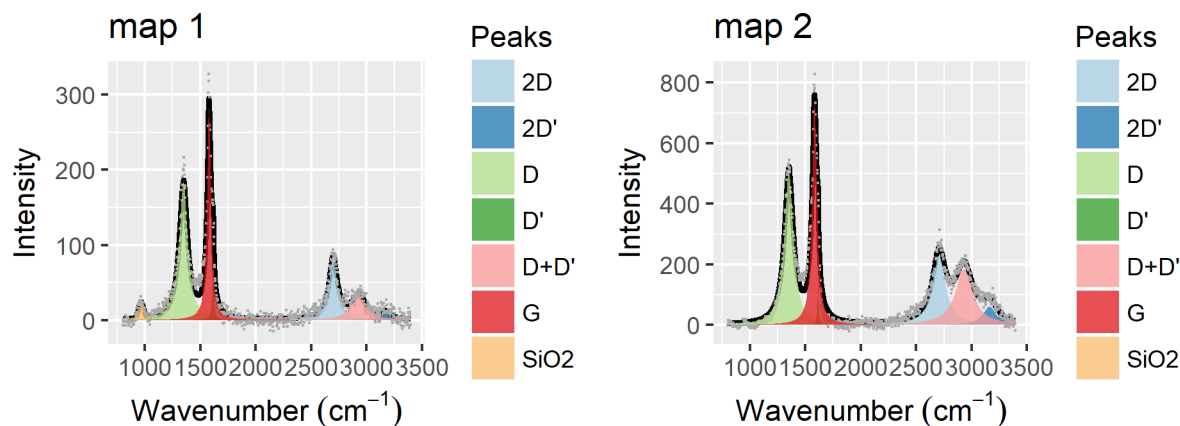 map 1
Intensity
300
200
100
0
1000 1500 2000 2500 3000 3500
Wavenumber (cm⁻¹)
Peaks
2D
2D'
D
D'
D+D'
G
SiO2
map 2
Intensity
800
600
400
200
0
1000 1500 2000 2500 3000 3500
Wavenumber (cm⁻¹)
Peaks
2D
2D'
D
D'
D+D'
G
SiO2